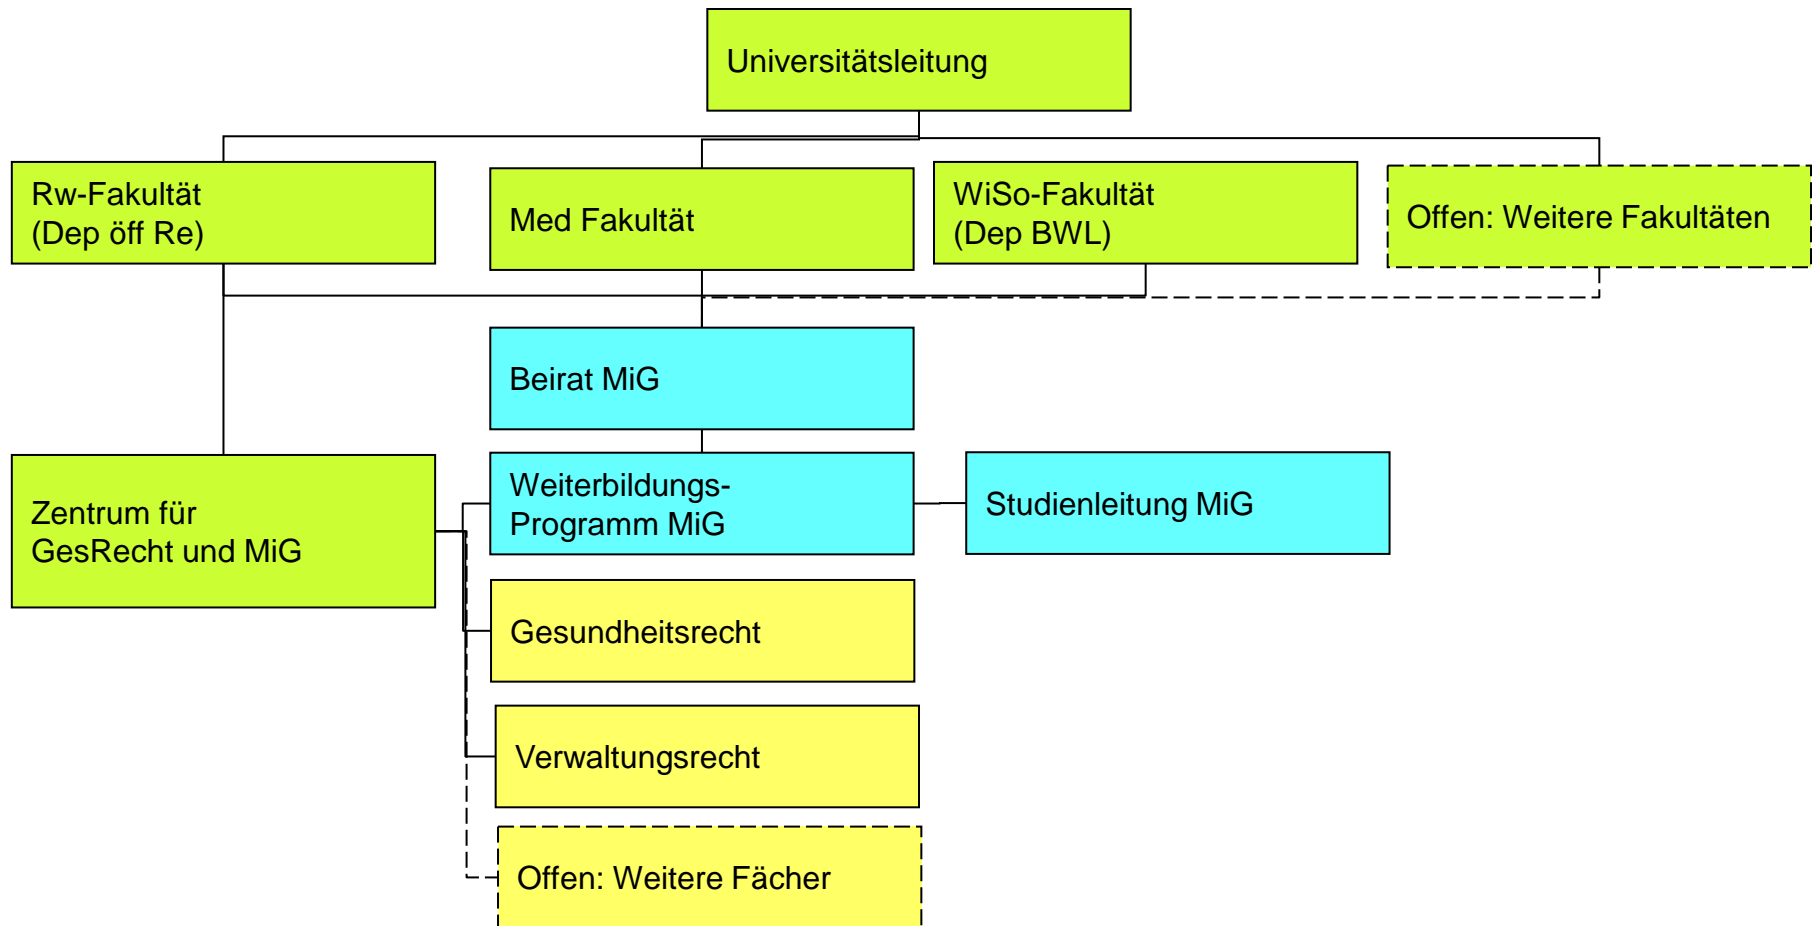 Universitätsleitung
Rw-Fakultät
(Dep öff Re)
Med Fakultät
WiSo-Fakultät
(Dep BWL)
Offen: Weitere Fakultäten
Beirat MiG
Zentrum für
GesRecht und MiG
Weiterbildungs-
Programm MiG
Studienleitung MiG
Gesundheitsrecht
Verwaltungsrecht
Offen: Weitere Fächer